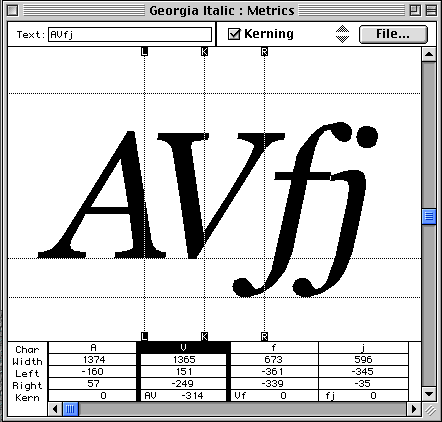 Georgia Italic : Metrics
Text: AVfj Kerning File...
L K R
AVfj
L K R
Char A V f j
Width 1374 1365 673 596
Left -160 151 -361 -345
Right 57 -249 -339 -35
Kern 0 AV -314 Vf 0 fj 0